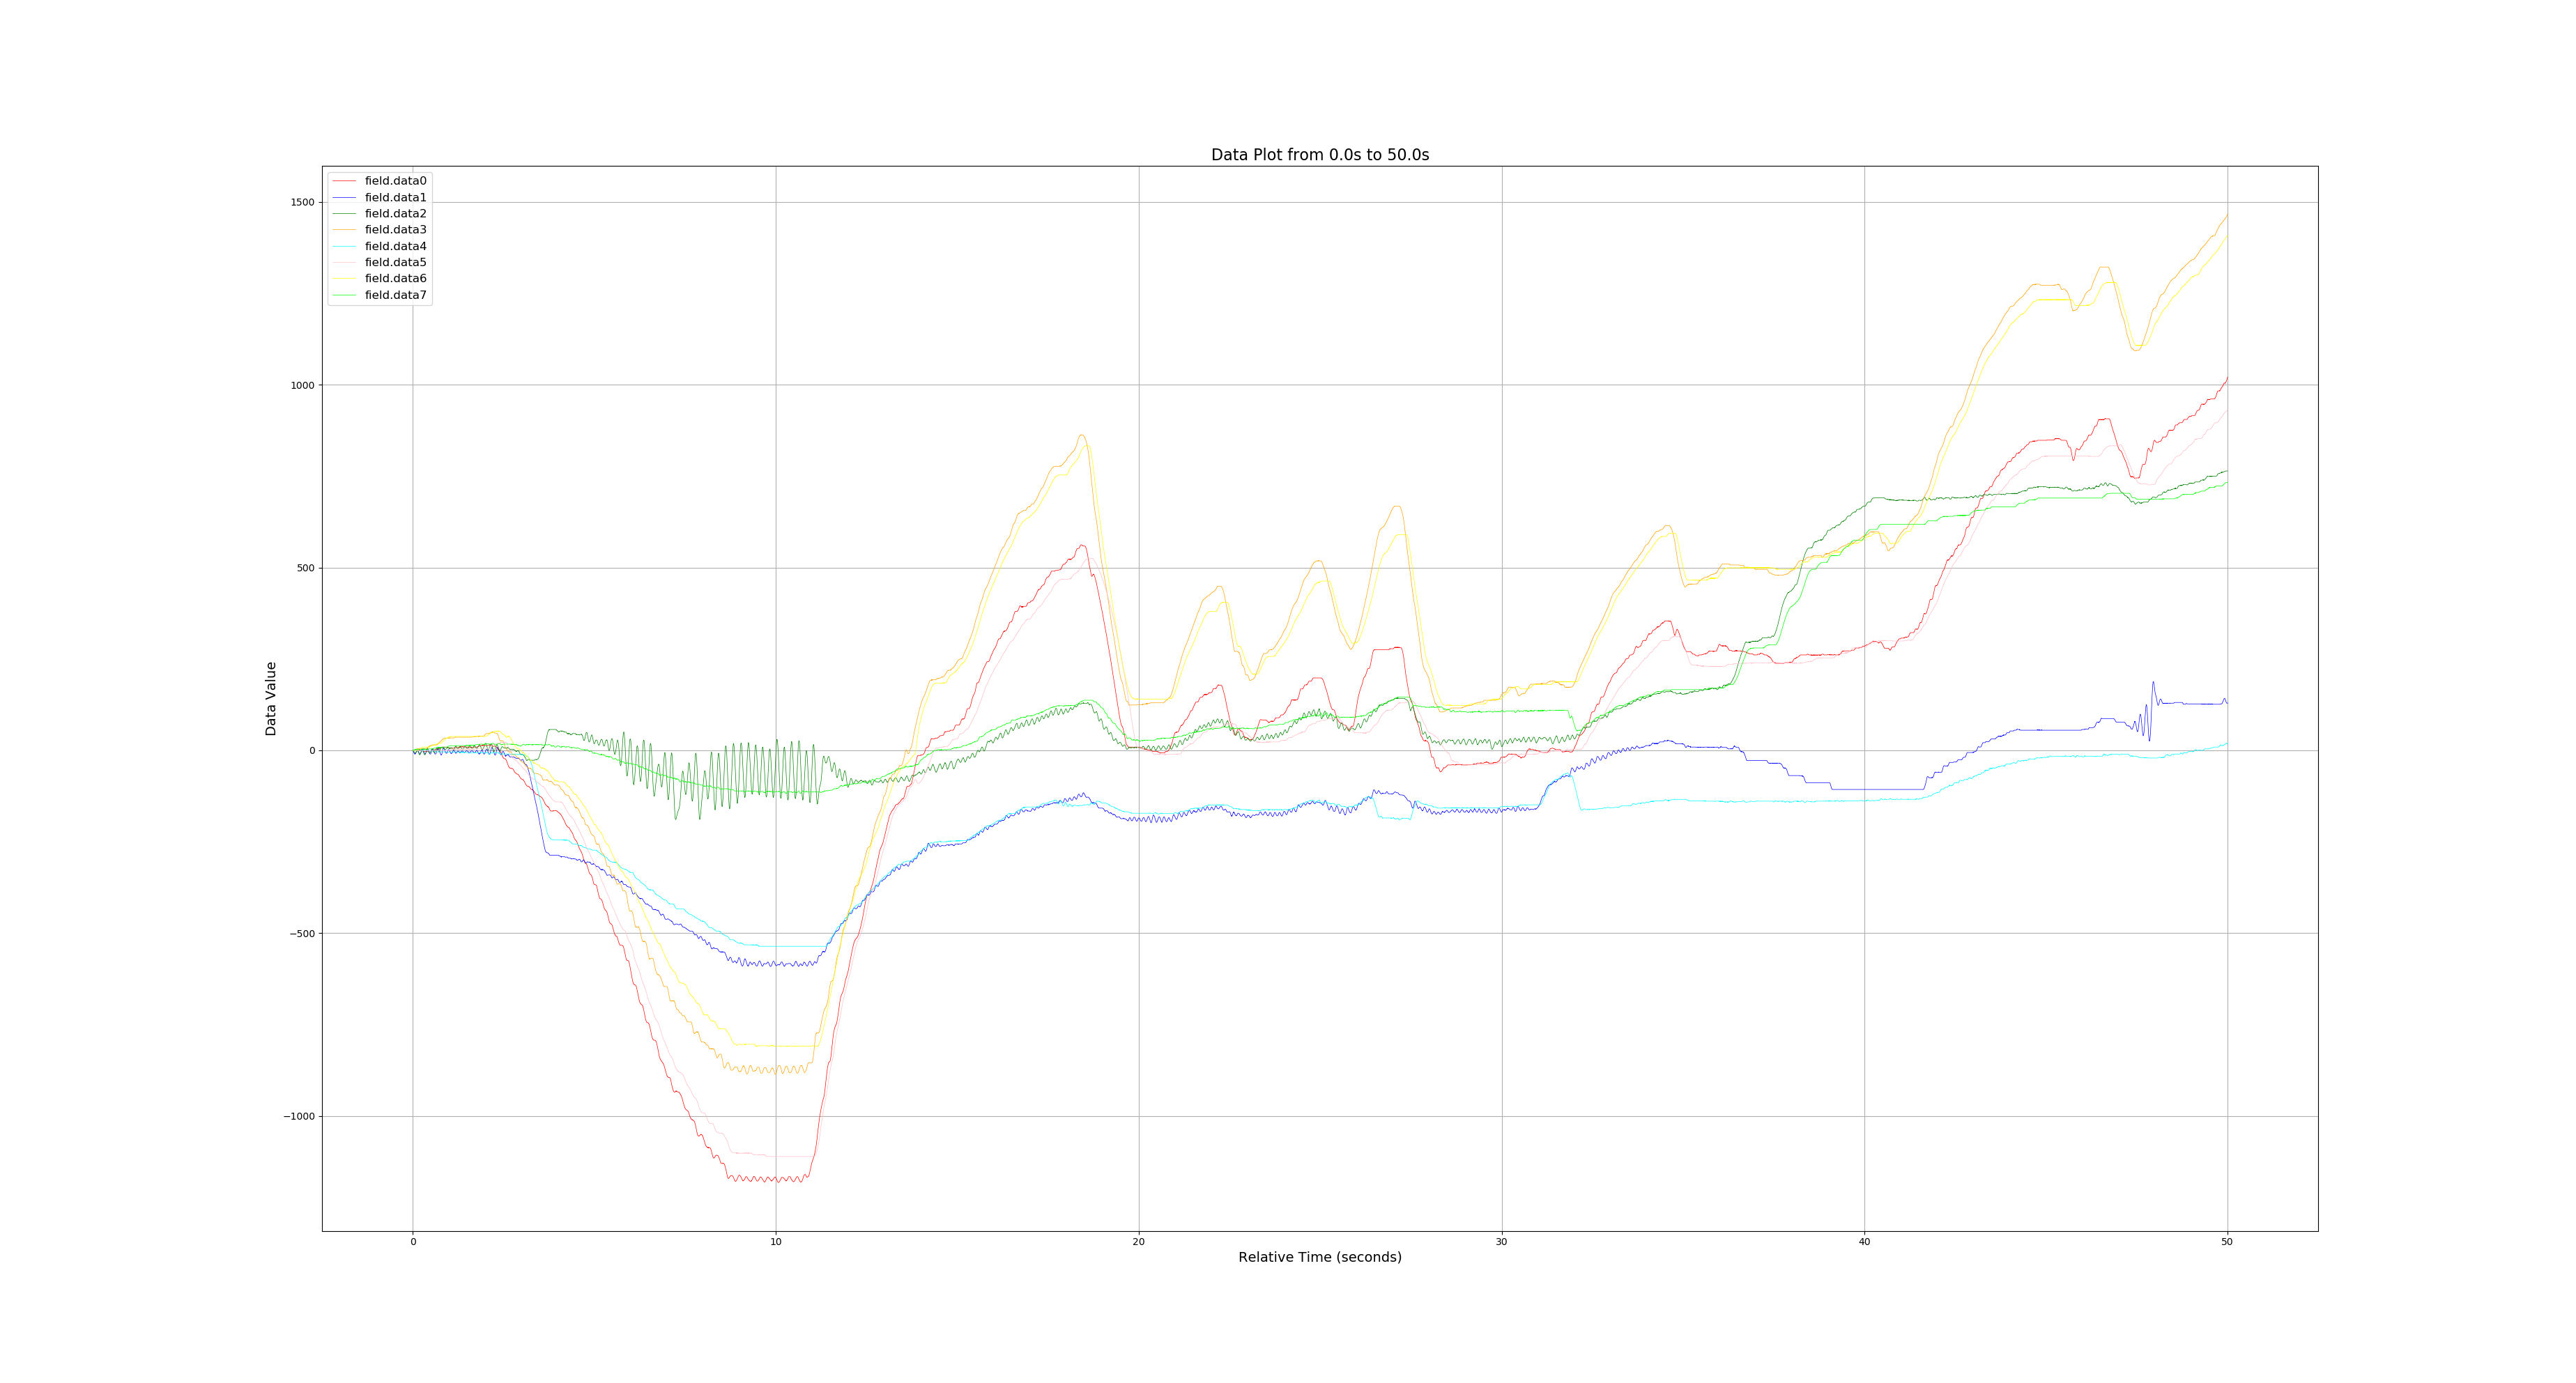 Data Plot from 0.0s to 50.0s
field.data0
field.data1
field.data2
field.data3
field.data4
field.data5
field.data6
field.data7
1500
1000
500
0
−500
−1000
Data Value
0 10 20 30 40 50
Relative Time (seconds)